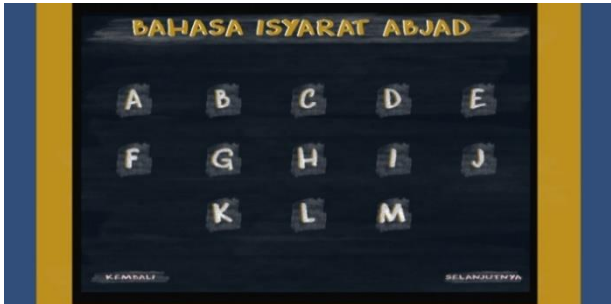 BAHASA ISYARAT ABJAD
A B C D E
F G H I J
K L M
KEMBALI SELANJUTNYA